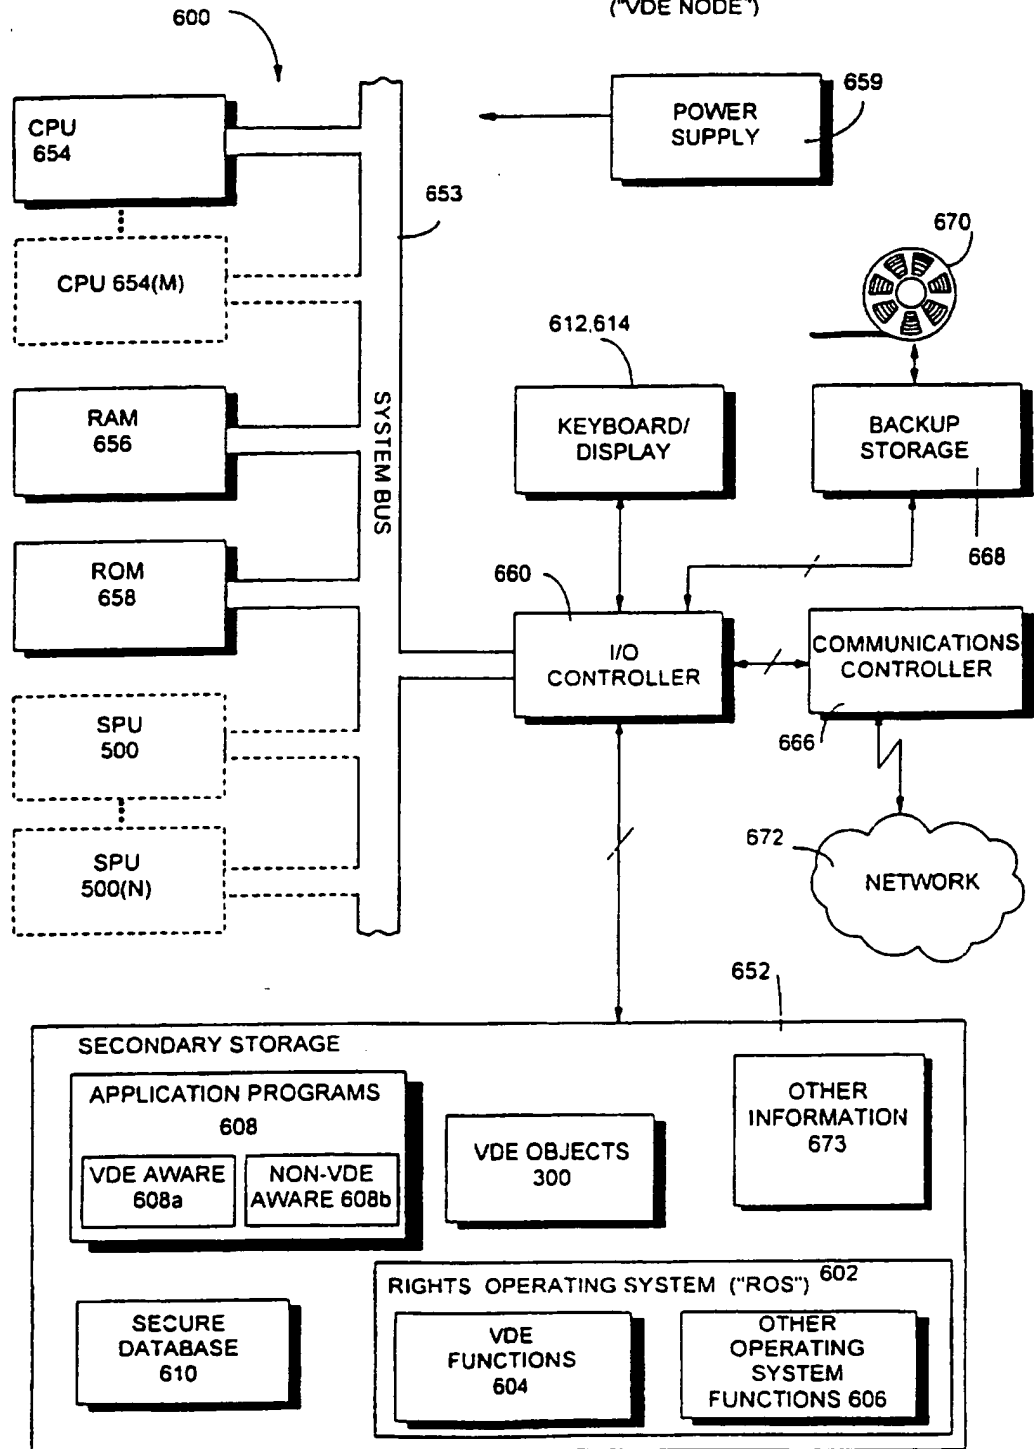 ("VDE NODE")
600
CPU
654
POWER
SUPPLY
659
653
670
CPU 654(M)
612,614
RAM
656
SYSTEM BUS
KEYBOARD/
DISPLAY
BACKUP
STORAGE
668
ROM
658
660
I/O
CONTROLLER
COMMUNICATIONS
CONTROLLER
666
SPU
500
672
NETWORK
SPU
500(N)
652
SECONDARY STORAGE
APPLICATION PROGRAMS
608
VDE AWARE
608a
NON-VDE
AWARE 608b
VDE OBJECTS
300
OTHER
INFORMATION
673
SECURE
DATABASE
610
RIGHTS OPERATING SYSTEM ("ROS") 602
VDE
FUNCTIONS
604
OTHER
OPERATING
SYSTEM
FUNCTIONS 606